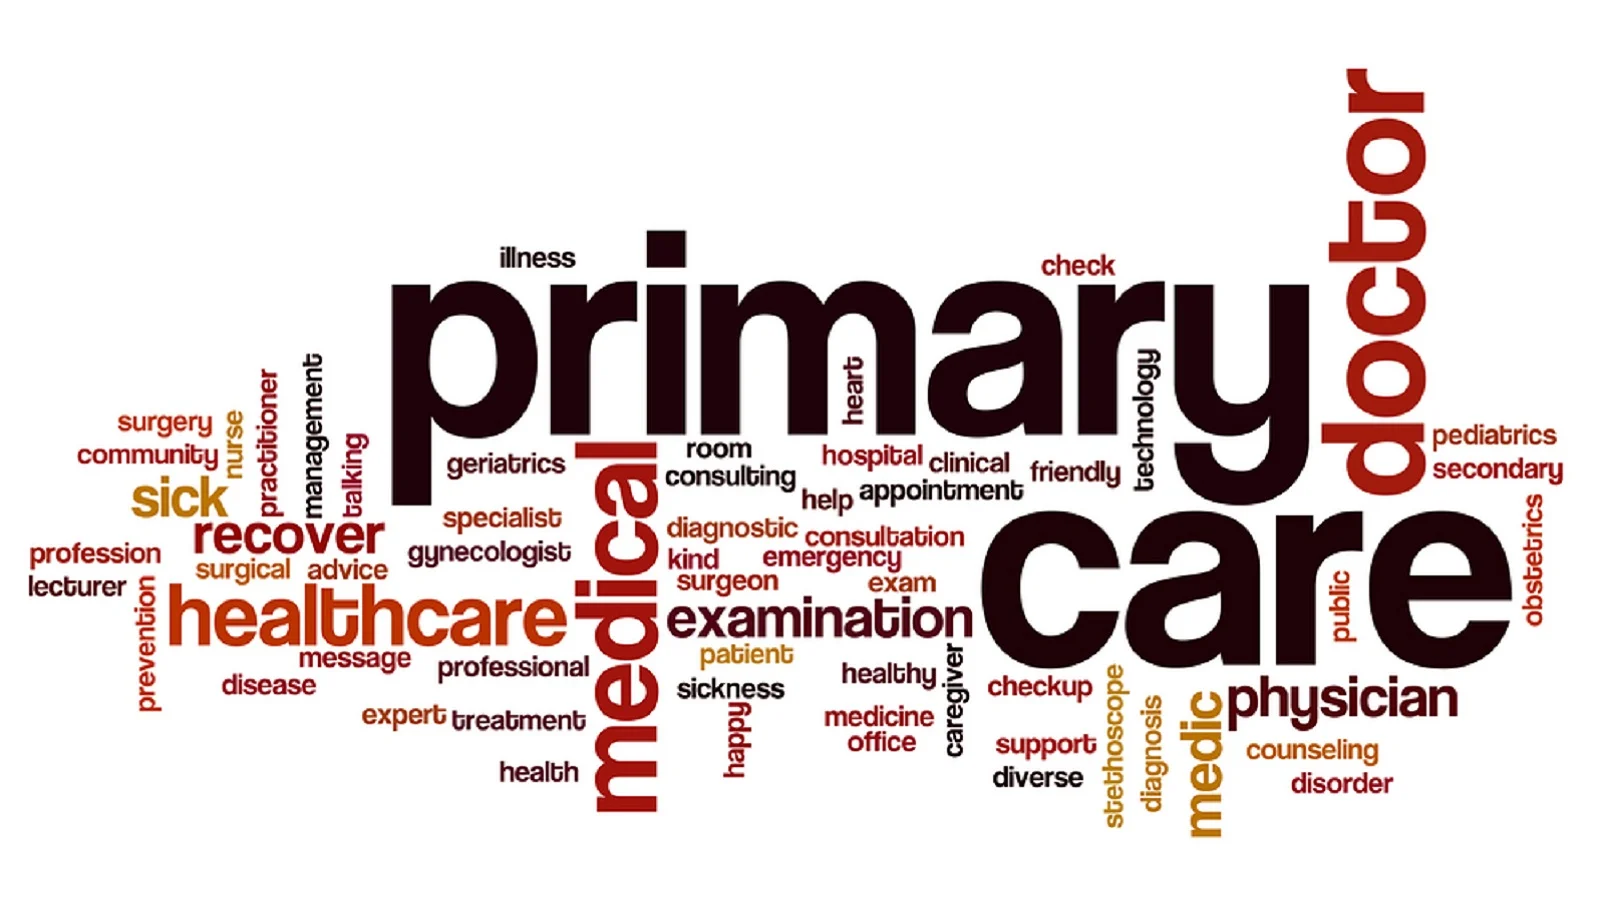 doctor
illness
check
primary
heart
technology
management
practitioner
nurse
talking
surgery
community
sick
recover
profession
lecturer
surgical
advice
prevention
healthcare
message
disease
geriatrics
specialist
gynecologist
medical
professional
expert
treatment
health
room
consulting
hospital
clinical
friendly
help
appointment
diagnostic
consultation
kind
emergency
surgeon
exam
examination
patient
sickness
happy
healthy
caregiver
medicine
office
care
pediatrics
secondary
obstetrics
public
checkup
support
diverse
stethoscope
diagnosis
medic
physician
counseling
disorder